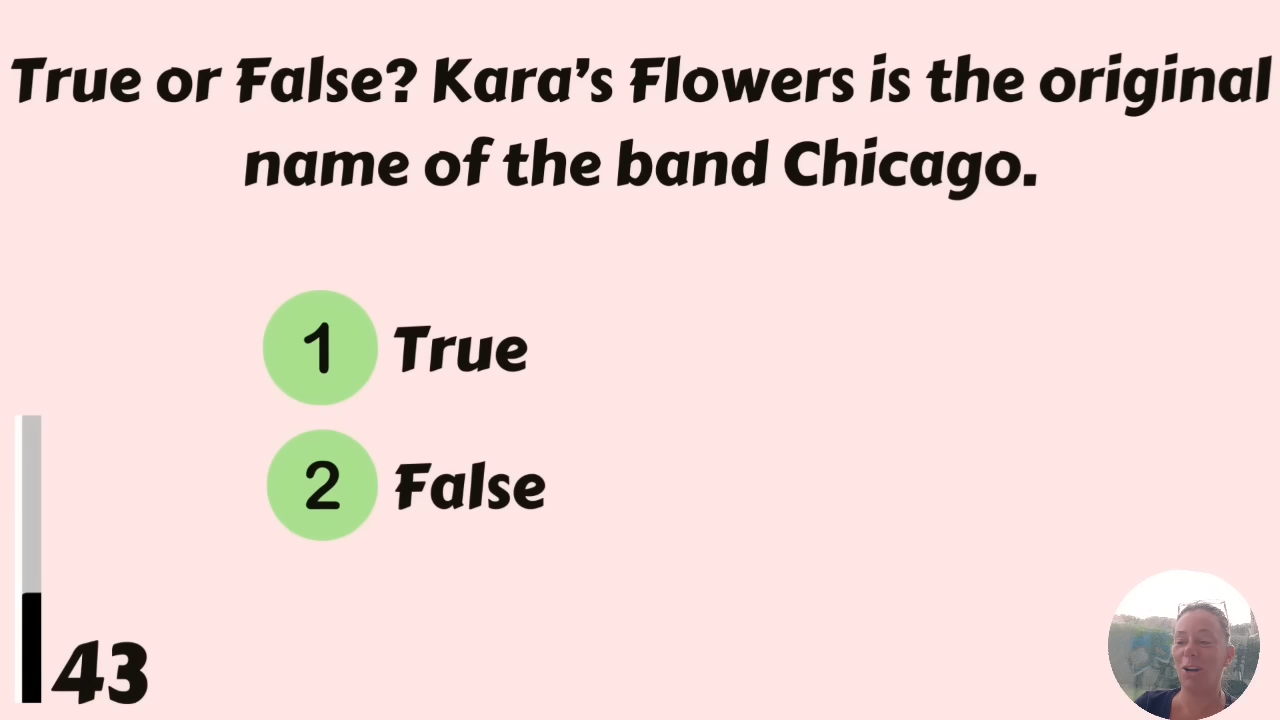 True or False? Kara’s Flowers is the original
name of the band Chicago.
1 True
2 False
43